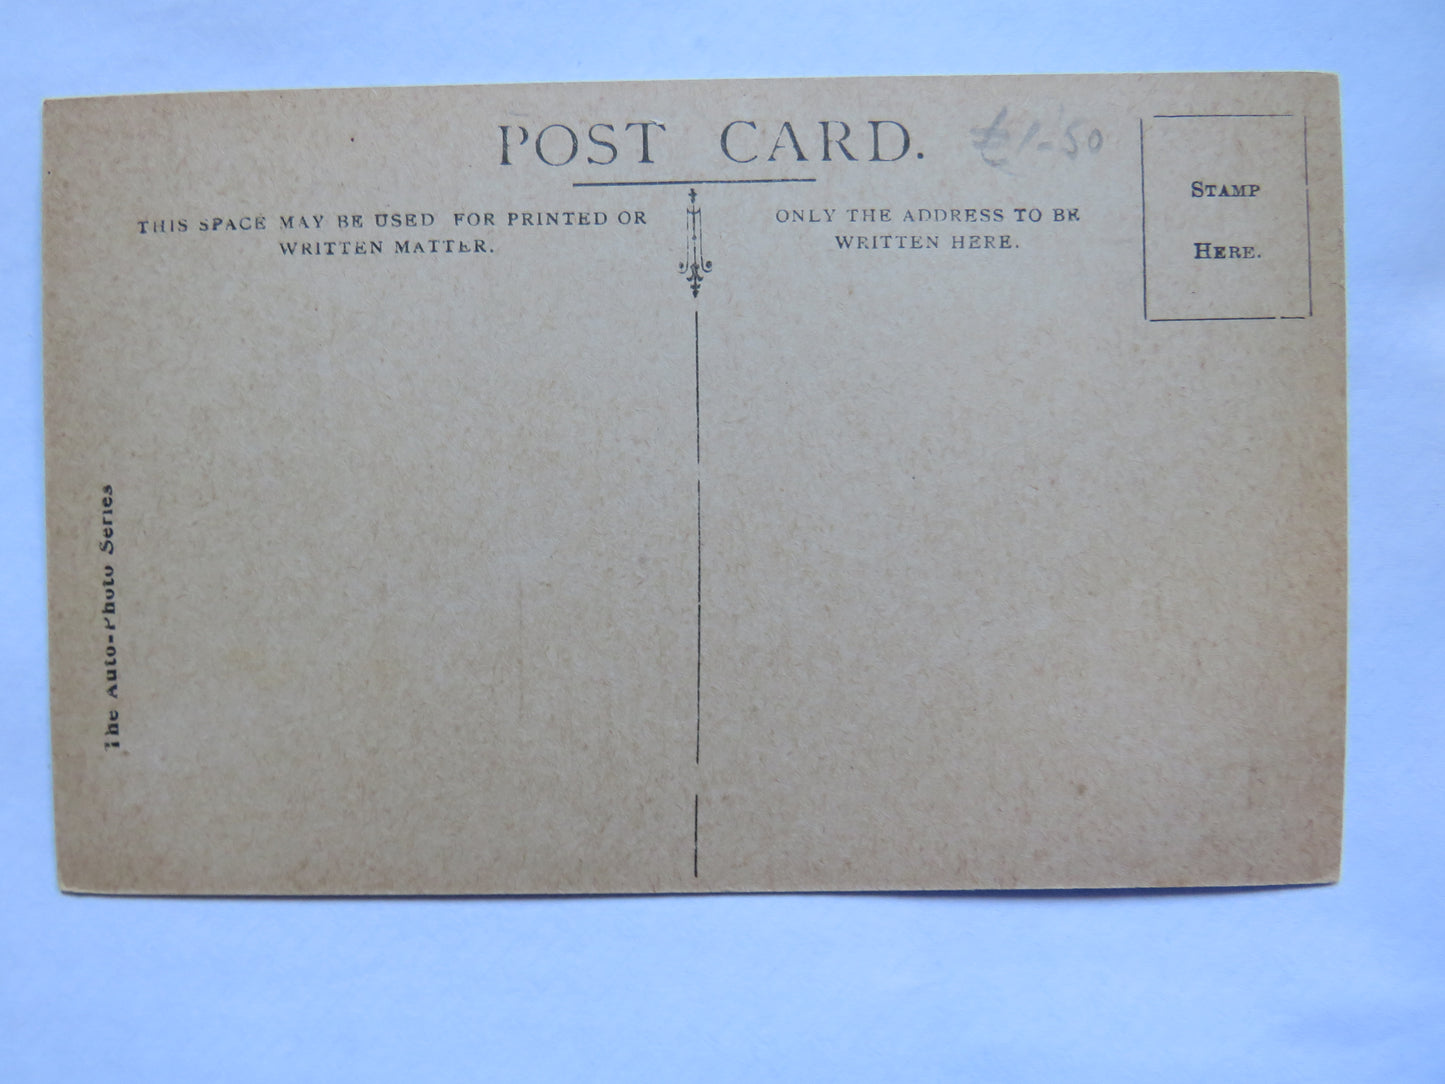 POST CARD.
£1-50
THIS SPACE MAY BE USED FOR PRINTED OR
WRITTEN MATTER.
ONLY THE ADDRESS TO BE
WRITTEN HERE.
STAMP
HERE.
The Auto-Photo Series